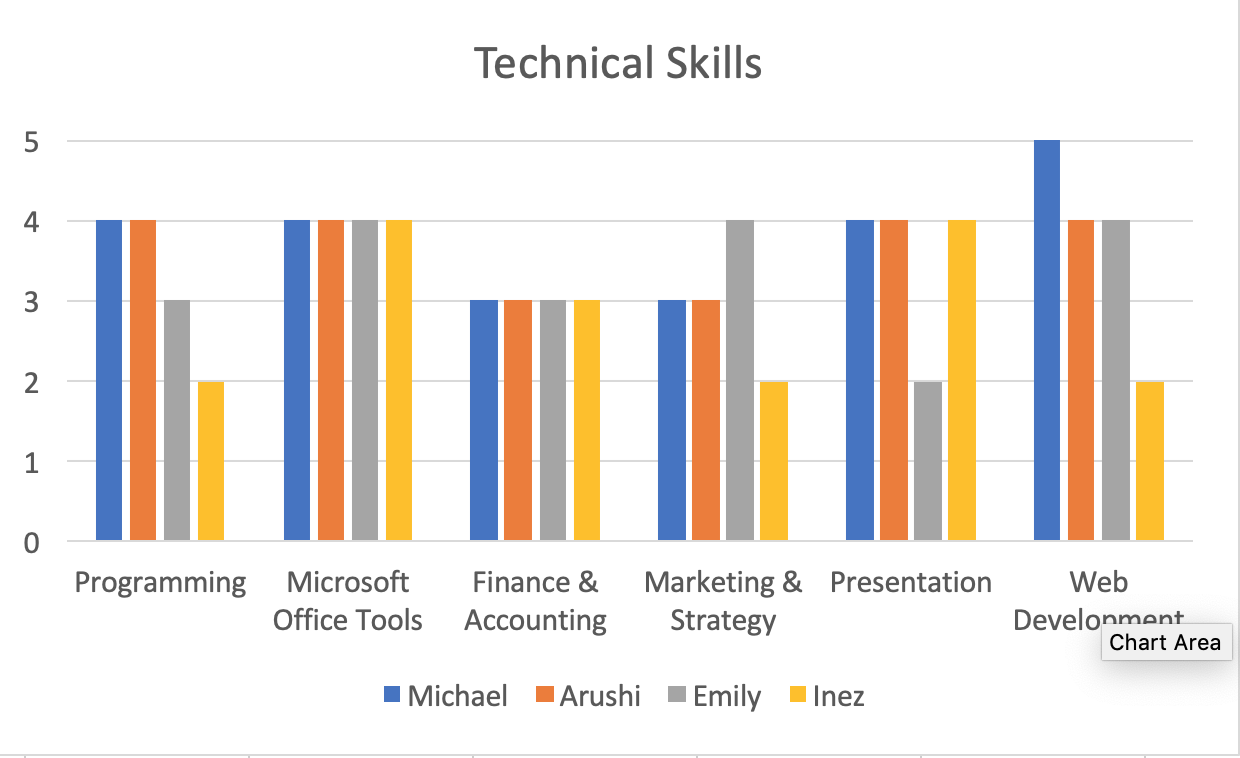 Technical Skills
5
4
3
2
1
0
Programming
Microsoft
Office Tools
Finance &
Accounting
Marketing &
Strategy
Presentation
Web
Development
Chart Area
Michael Arushi Emily Inez